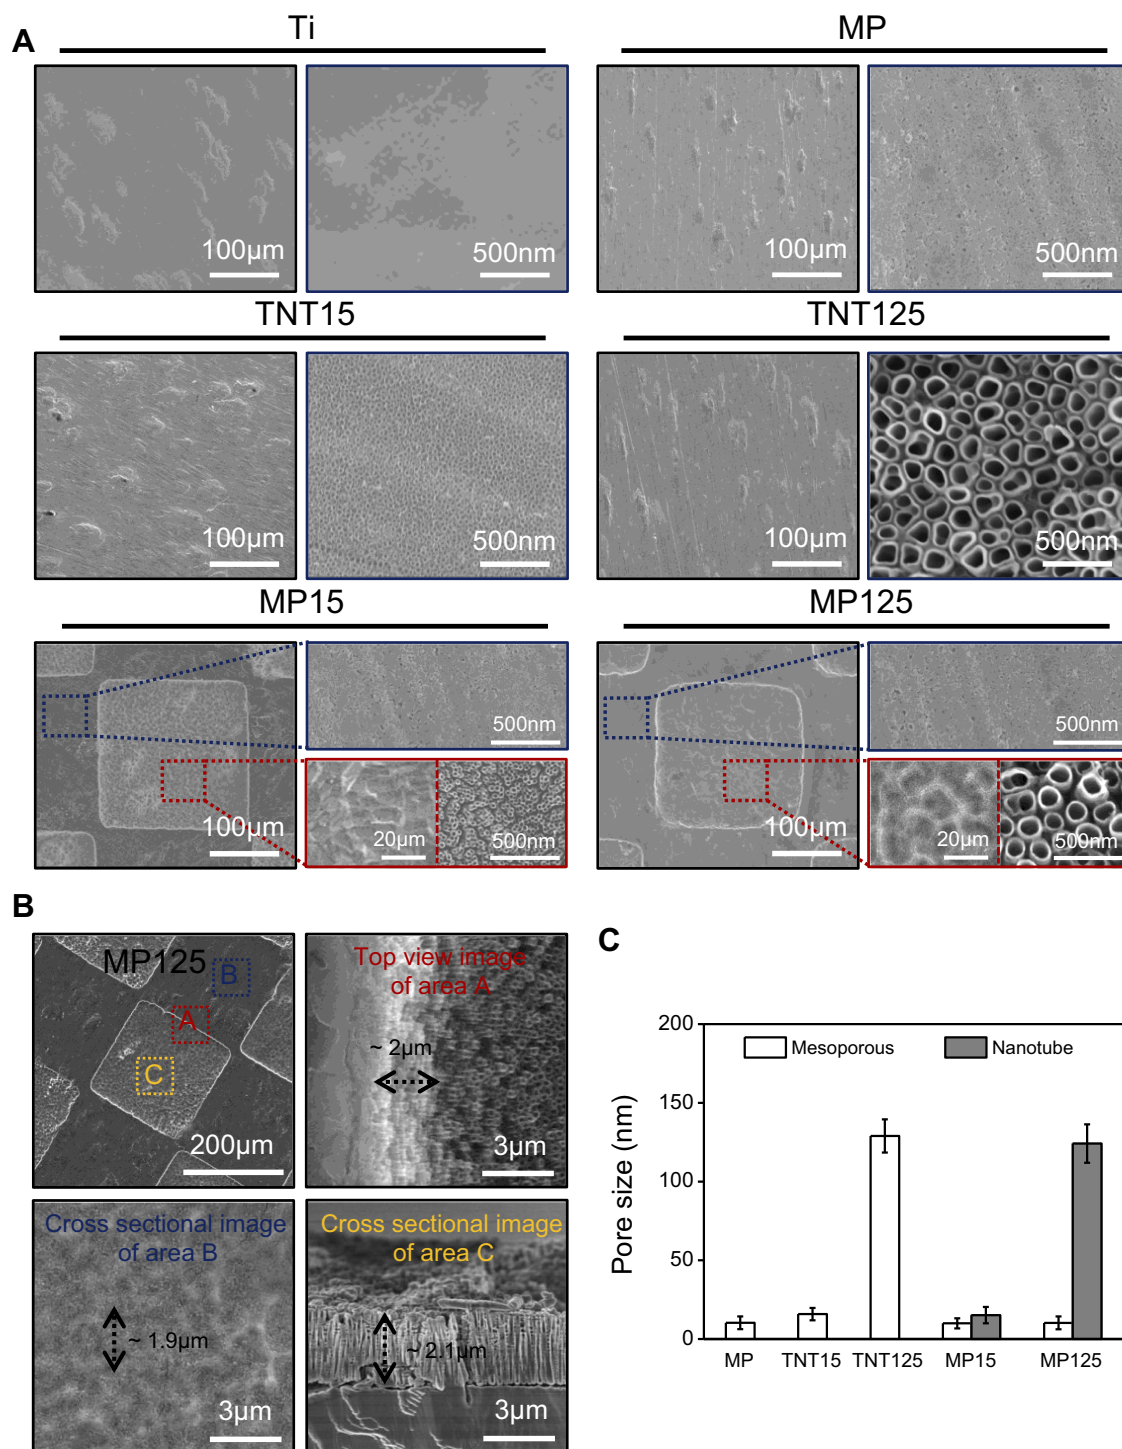 A
Ti
MP
100μm
500nm
100μm
500nm
TNT15
TNT125
100μm
500nm
100μm
500nm
MP15
MP125
500nm
500nm
100μm
20μm
500nm
100μm
20μm
500nm
B
MP125
B
A
C
200μm
Top view image
of area A
~ 2μm
3μm
Cross sectional image
of area B
~ 1.9μm
3μm
Cross sectional image
of area C
~ 2.1μm
3μm
C
Pore size (nm)
200
150
100
50
0
Mesoporous
Nanotube
MP
TNT15
TNT125
MP15
MP125